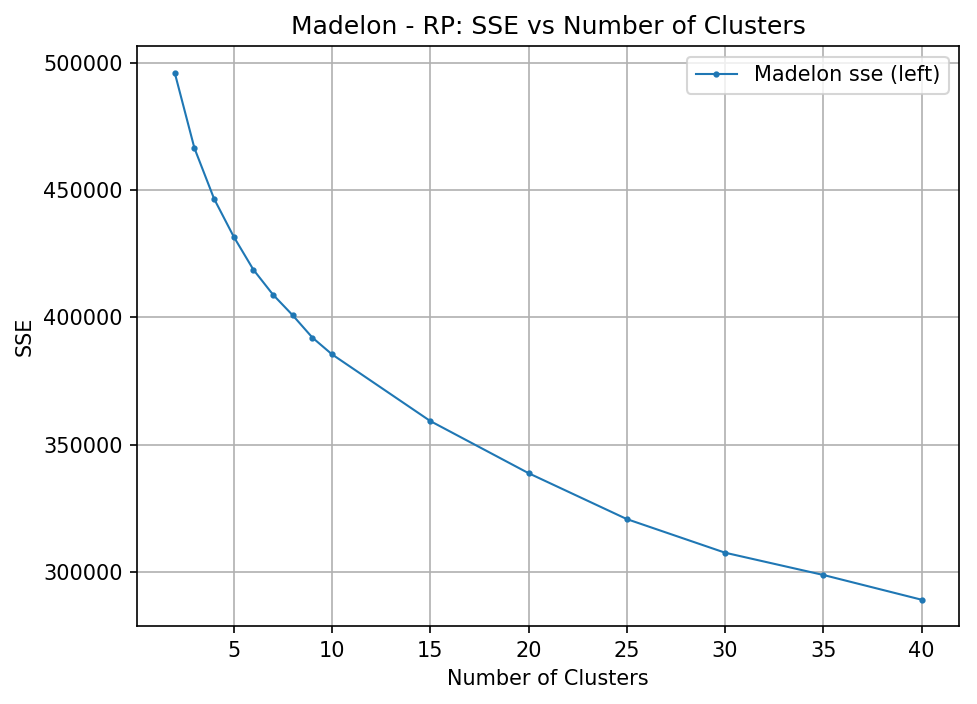 Madelon - RP: SSE vs Number of Clusters
Madelon sse (left)
500000
450000
400000
350000
300000
SSE
5 10 15 20 25 30 35 40
Number of Clusters